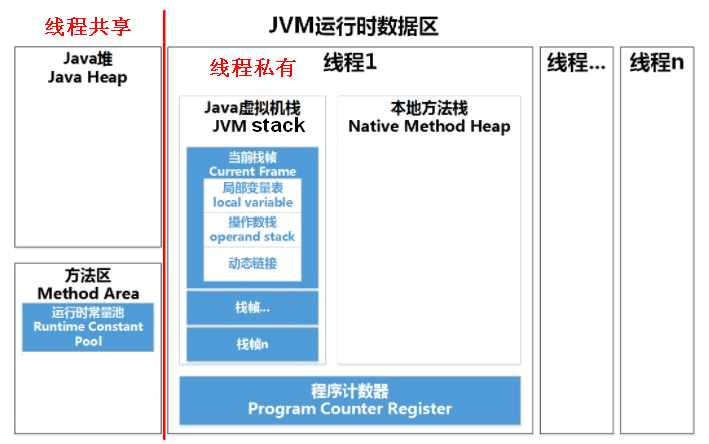 线程共享
JVM运行时数据区
Java堆
Java Heap
方法区
Method Area
运行时常量池
Runtime Constant
Pool
线程私有
线程1
Java虚拟机栈
JVM stack
当前栈帧
Current Frame
局部变量表
local variable
操作数栈
operand stack
动态链接
栈帧...
栈帧n
本地方法栈
Native Method Heap
程序计数器
Program Counter Register
线程...
线程n